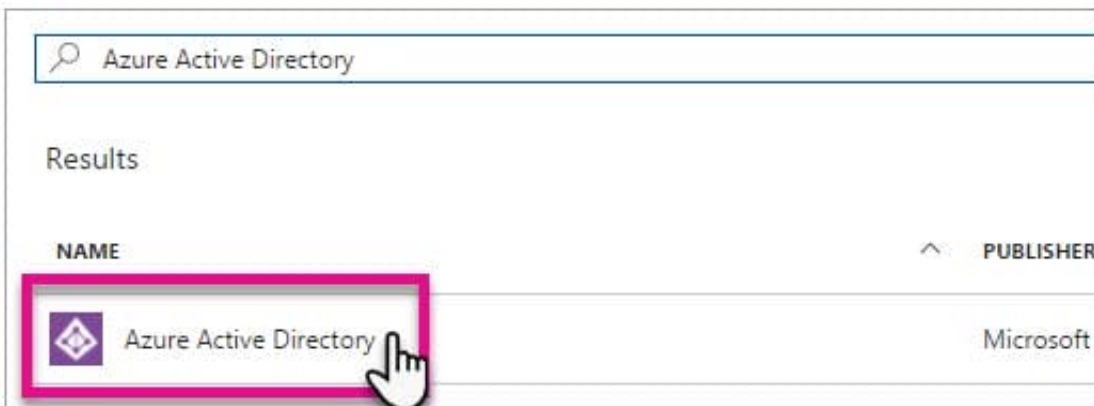 Azure Active Directory
Results
NAME PUBLISHER
Azure Active Directory Microsoft